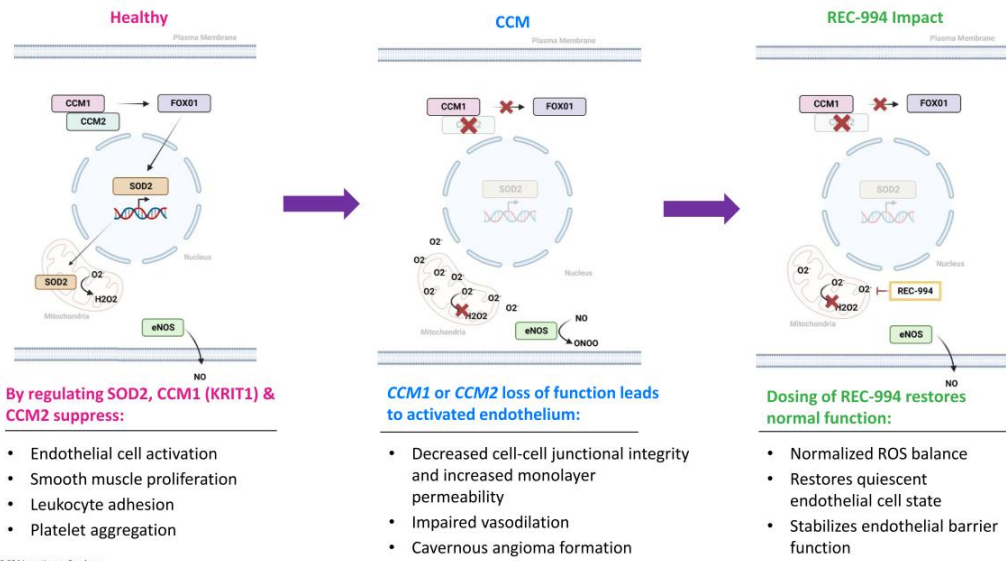 Healthy
Plasma Membrane
CCM1
FOX01
CCM2
SOD2
Nucleus
SOD2
O2-
H2O2
Mitochondria
eNOS
NO
By regulating SOD2, CCM1 (KRIT1) &
CCM2 suppress:
• Endothelial cell activation
• Smooth muscle proliferation
• Leukocyte adhesion
• Platelet aggregation
CCM
Plasma Membrane
CCM1
FOX01
SOD2
O2-
O2-
O2-
O2-
O2-
O2-
O2-
O2-
H2O2
Nucleus
Mitochondria
eNOS
NO
ONOO
CCM1 or CCM2 loss of function leads
to activated endothelium:
• Decreased cell-cell junctional integrity
and increased monolayer
permeability
• Impaired vasodilation
• Cavernous angioma formation
REC-994 Impact
Plasma Membrane
CCM1
FOX01
SOD2
Nucleus
O2-
O2-
H2O2
REC-994
Mitochondria
eNOS
NO
Dosing of REC-994 restores
normal function:
• Normalized ROS balance
• Restores quiescent
endothelial cell state
• Stabilizes endothelial barrier
function